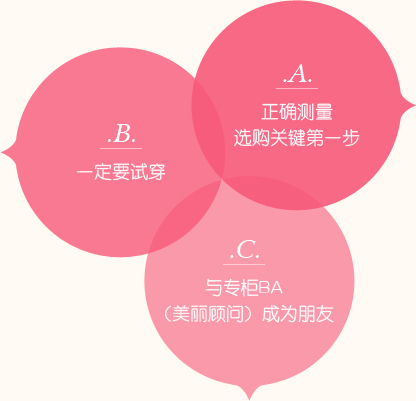 .A.
正确测量
选购关键第一步
.B.
一定要试穿
.C.
与专柜BA
（美丽顾问）成为朋友